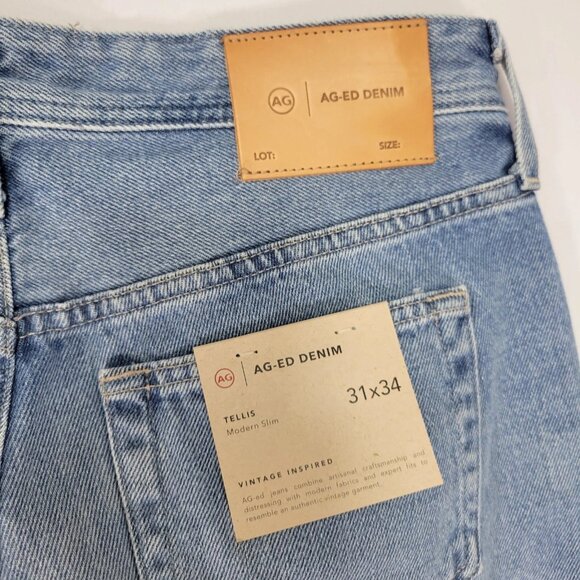 AG AG-ED DENIM
LOT: SIZE:
AG AG-ED DENIM
31x34
TELLIS
Modern Slim
VINTAGE INSPIRED
AG-ed jeans combine artisanal craftsmanship and
distressing with modern fabrics and expert fits to
resemble an authentic vintage garment.